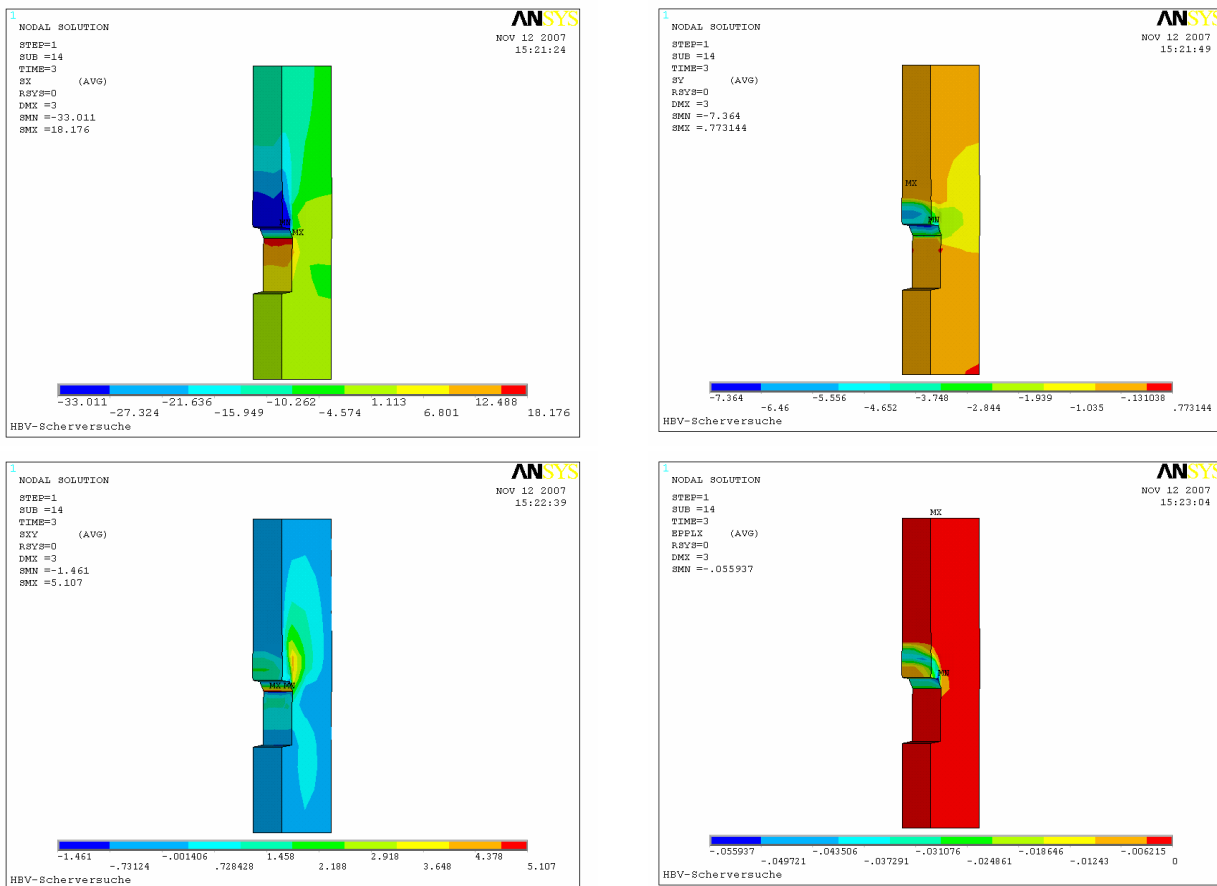 1
ANSYS
NODAL SOLUTION
NOV 12 2007
15:21:24
STEP=1
SUB =14
TIME=3
SX (AVG)
RSYS=0
DMX =3
SMN =-33.011
SMX =18.176
MX
-33.011 -21.636 -10.262 1.113 12.488
-27.324 -15.949 -4.574 6.801 18.176
HBV-Scherversuche
1
ANSYS
NODAL SOLUTION
NOV 12 2007
15:21:49
STEP=1
SUB =14
TIME=3
SY (AVG)
RSYS=0
DMX =3
SMN =-7.364
SMX =.773144
MX
MN
-7.364 -5.556 -3.748 -1.939 -.131038
-6.46 -4.652 -2.844 -1.035 .773144
HBV-Scherversuche
1
ANSYS
NODAL SOLUTION
NOV 12 2007
15:22:39
STEP=1
SUB =14
TIME=3
SXY (AVG)
RSYS=0
DMX =3
SMN =-1.461
SMX =5.107
MX MN
-1.461 -.001406 1.458 2.918 4.378
-.73124 .728428 2.188 3.648 5.107
HBV-Scherversuche
1
ANSYS
NODAL SOLUTION
NOV 12 2007
15:23:04
STEP=1
SUB =14
TIME=3
EPPLX (AVG)
RSYS=0
DMX =3
SMN =-.055937
MX
MN
-.055937 -.043506 -.031076 -.018646 -.006215
-.049721 -.037291 -.024861 -.01243 0
HBV-Scherversuche